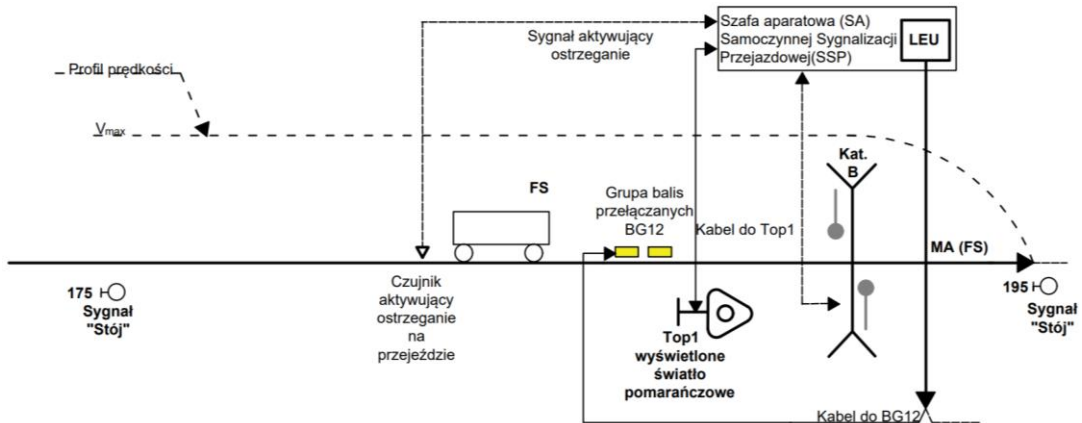 Szafa aparatowa (SA)
Samoczynnej Sygnalizacji
Przejazdowej(SSP)
LEU
Sygnał aktywujący
ostrzeganie
Profil prędkości
Vmax
Kat.
B
FS
Grupa balis
przełączanych
BG12
Kabel do Top1
MA (FS)
175
Sygnał
"Stój"
Czujnik
aktywujący
ostrzeganie
na
przejeździe
Top1
wyświetlone
światło
pomarańczowe
195
Sygnał
"Stój"
Kabel do BG12